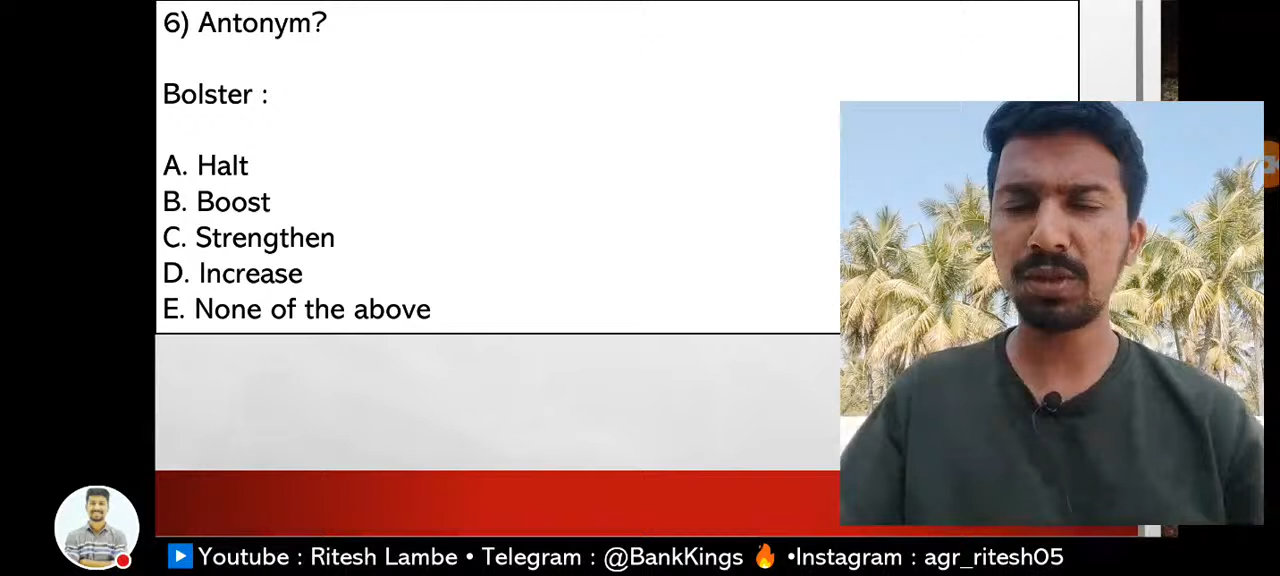 6) Antonym?
Bolster :
A. Halt
B. Boost
C. Strengthen
D. Increase
E. None of the above
▶ Youtube : Ritesh Lambe • Telegram : @BankKings 🔥 •Instagram : agr_ritesh05